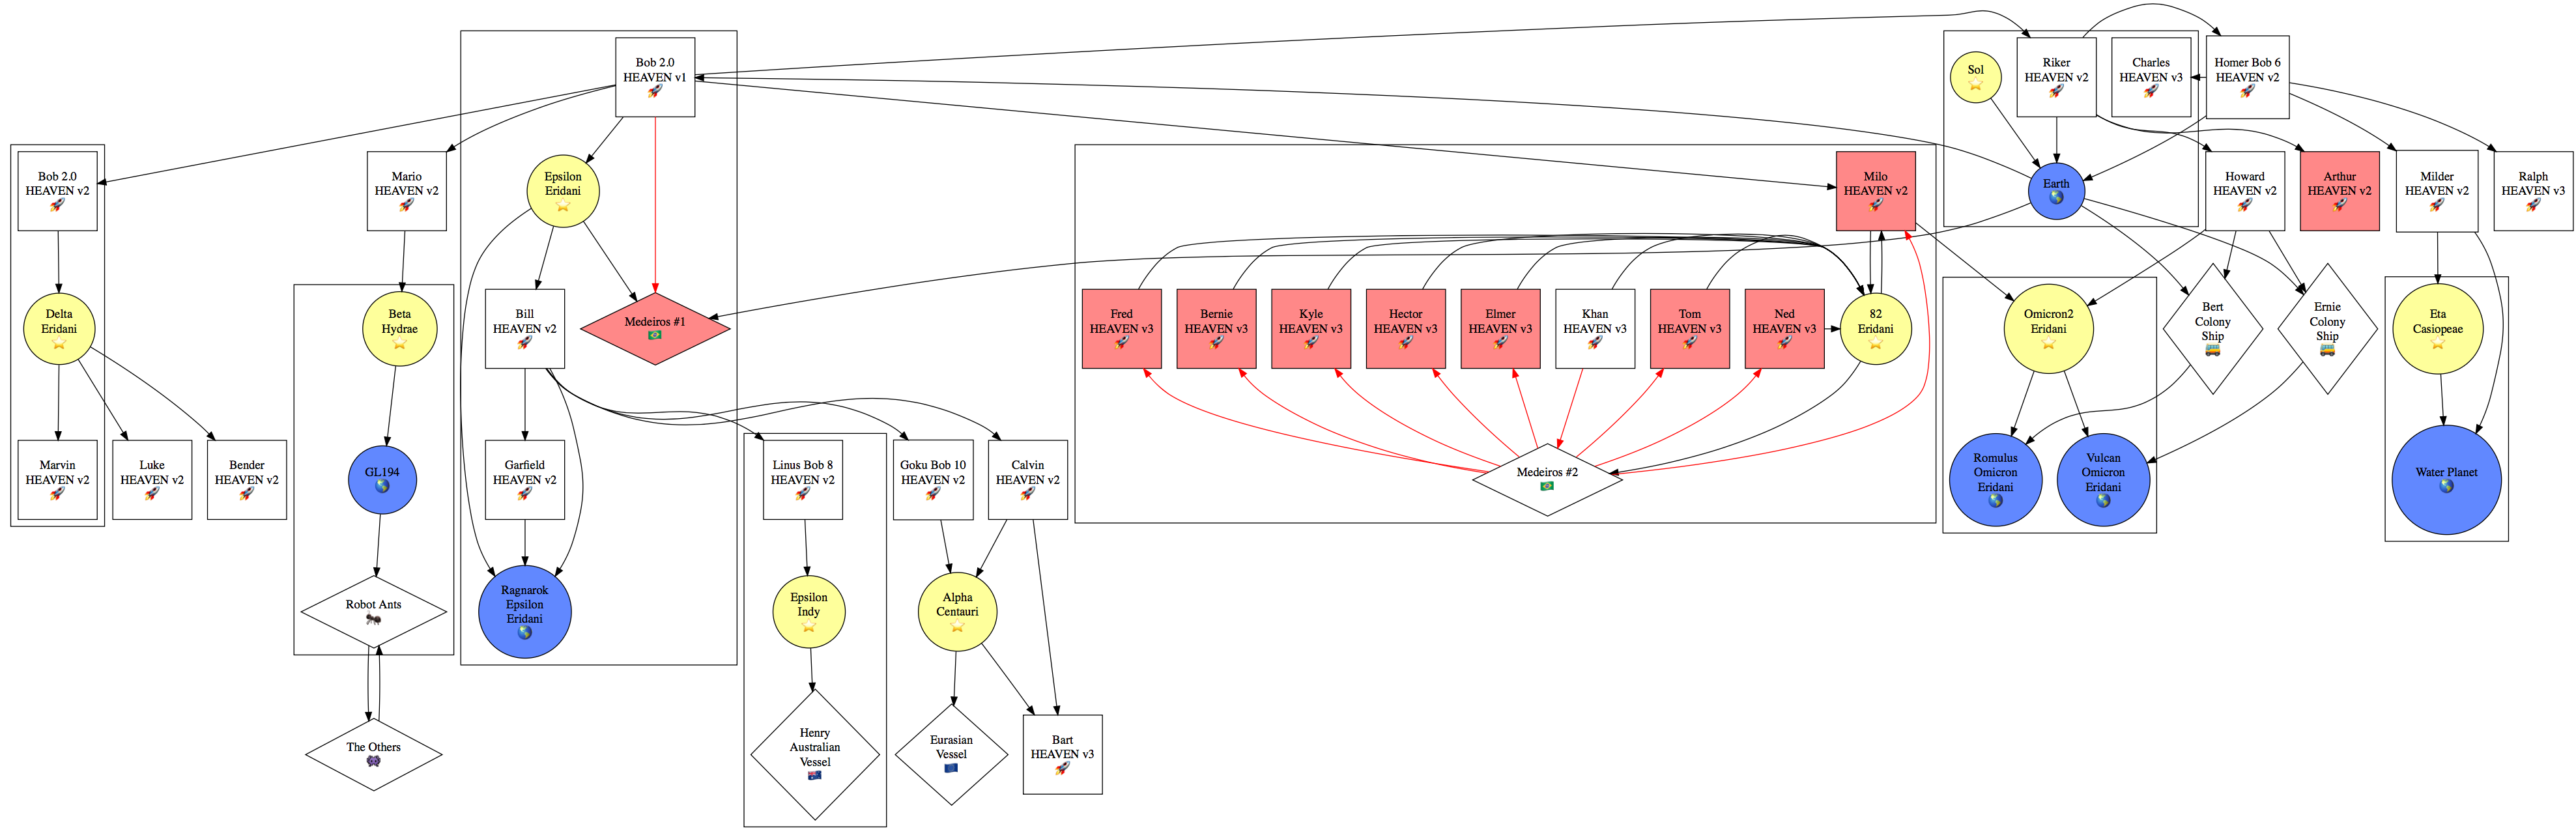 Bob 2.0
HEAVEN v1
Sol
Riker
HEAVEN v2
Charles
HEAVEN v3
Homer Bob 6
HEAVEN v2
Bob 2.0
HEAVEN v2
Mario
HEAVEN v2
Epsilon
Eridani
Milo
HEAVEN v2
Earth
Howard
HEAVEN v2
Arthur
HEAVEN v2
Milder
HEAVEN v2
Ralph
HEAVEN v3
Delta
Eridani
Beta
Hydrae
Bill
HEAVEN v2
Medeiros #1
Fred
HEAVEN v3
Bernie
HEAVEN v3
Kyle
HEAVEN v3
Hector
HEAVEN v3
Elmer
HEAVEN v3
Khan
HEAVEN v3
Tom
HEAVEN v3
Ned
HEAVEN v3
82
Eridani
Omicron2
Eridani
Bert
Colony
Ship
Ernie
Colony
Ship
Eta
Casiopeae
Marvin
HEAVEN v2
Luke
HEAVEN v2
Bender
HEAVEN v2
GL194
Garfield
HEAVEN v2
Linus Bob 8
HEAVEN v2
Goku Bob 10
HEAVEN v2
Calvin
HEAVEN v2
Medeiros #2
Romulus
Omicron
Eridani
Vulcan
Omicron
Eridani
Water Planet
Robot Ants
Ragnarok
Epsilon
Eridani
Epsilon
Indy
Alpha
Centauri
The Others
Henry
Australian
Vessel
Eurasian
Vessel
Bart
HEAVEN v3